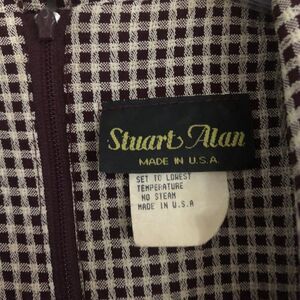 Stuart Alan
MADE IN U.S.A.
SET TO LOWEST
TEMPERATURE
NO STEAM
MADE IN U.S.A